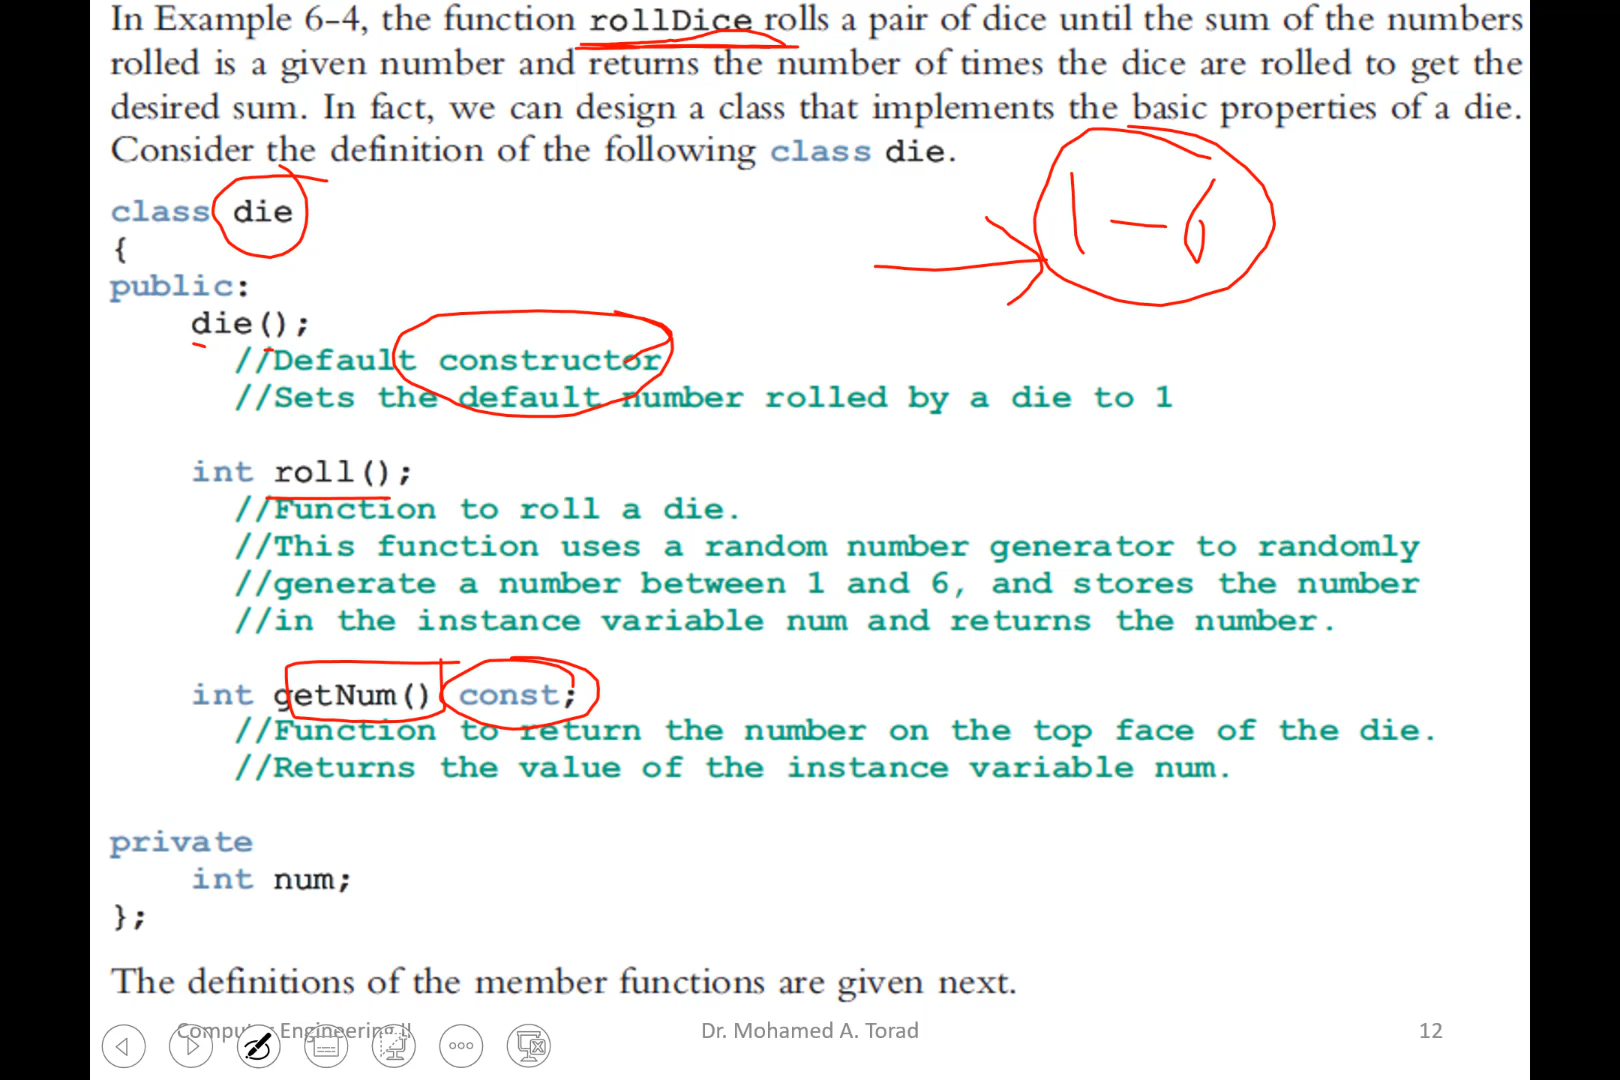 In Example 6-4, the function rollDice rolls a pair of dice until the sum of the numbers
rolled is a given number and returns the number of times the dice are rolled to get the
desired sum. In fact, we can design a class that implements the basic properties of a die.
Consider the definition of the following class die.
1-6
class die
{
public:
die();
//Default constructor
//Sets the default number rolled by a die to 1
int roll();
//Function to roll a die.
//This function uses a random number generator to randomly
//generate a number between 1 and 6, and stores the number
//in the instance variable num and returns the number.
int getNum() const;
//Function to return the number on the top face of the die.
//Returns the value of the instance variable num.
private
int num;
};
The definitions of the member functions are given next.
Computer Engineering II Dr. Mohamed A. Torad 12